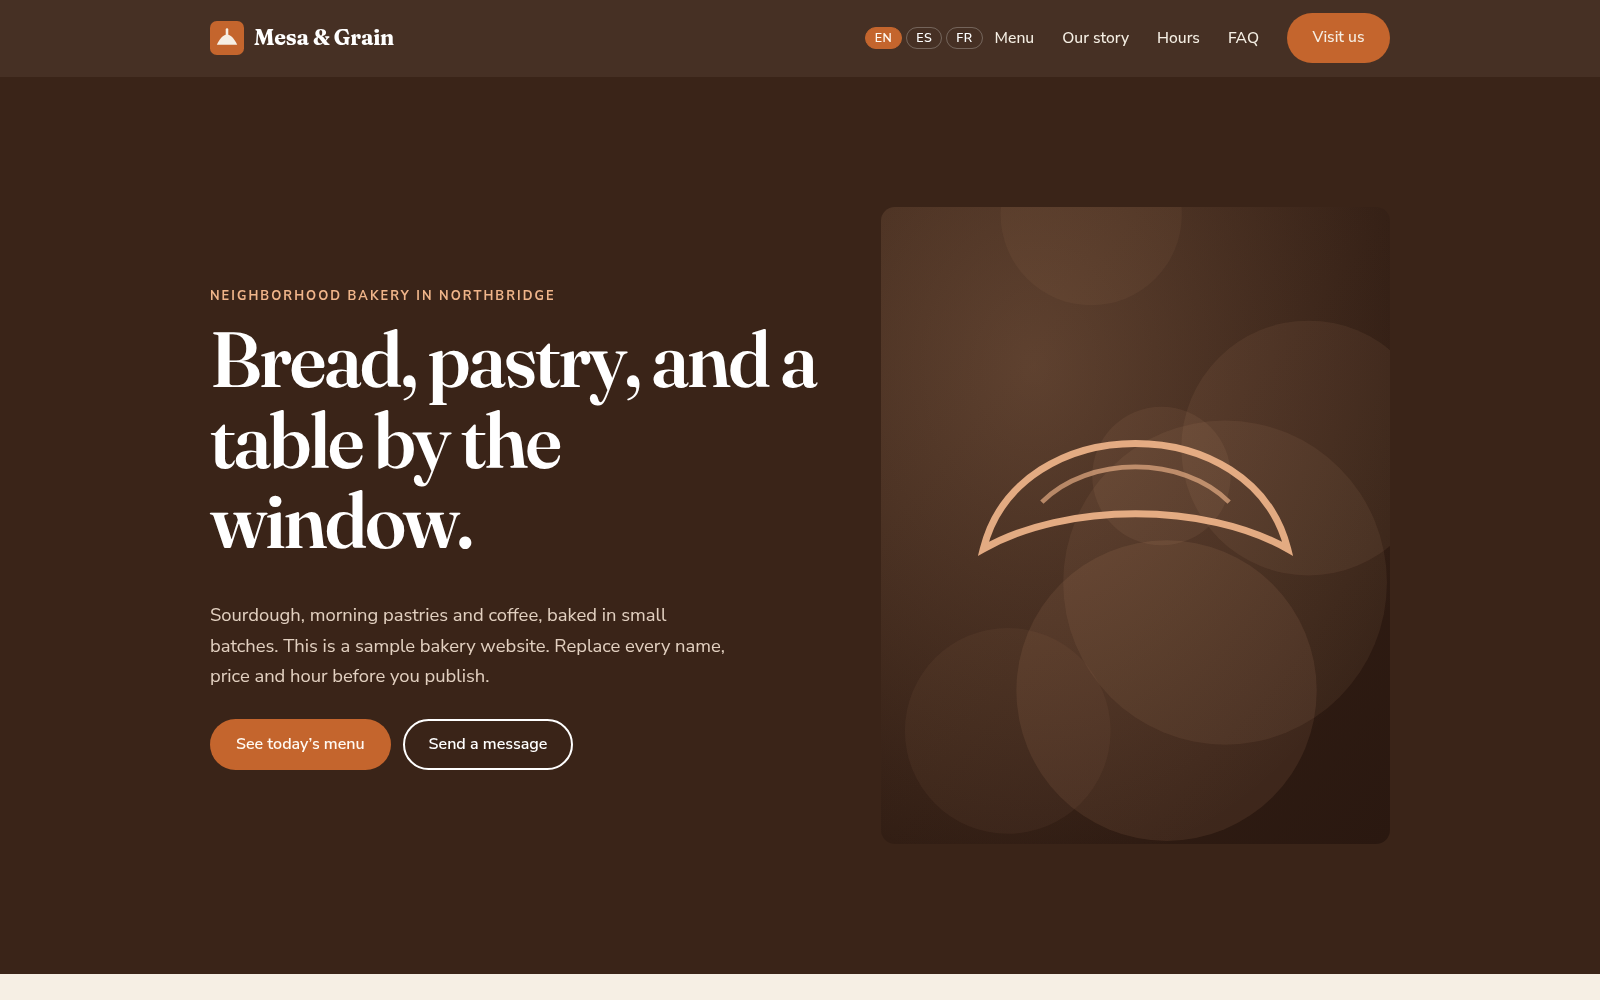 Mesa & Grain
EN
ES
FR
Menu
Our story
Hours
FAQ
Visit us
NEIGHBORHOOD BAKERY IN NORTHBRIDGE
Bread, pastry, and a
table by the
window.
Sourdough, morning pastries and coffee, baked in small
batches. This is a sample bakery website. Replace every name,
price and hour before you publish.
See today's menu
Send a message